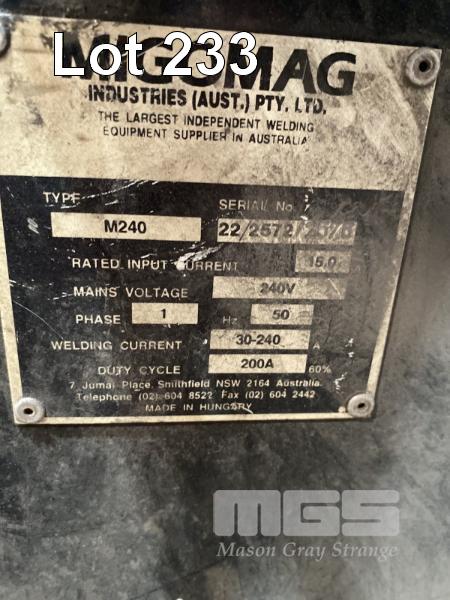 Lot 233
MIGOMAG
INDUSTRIES (AUST.) PTY. LTD.
THE LARGEST INDEPENDENT WELDING
EQUIPMENT SUPPLIER IN AUSTRALIA
TYPE SERIAL No.
M240 22/2572/
RATED INPUT CURRENT 15.0
MAINS VOLTAGE 240V
PHASE 1 Hz 50
WELDING CURRENT 30-240 A
DUTY CYCLE 200A 60%
7 Jumal Place, Smithfield NSW 2164 Australia.
Telephone (02) 604 8522 Fax (02) 604 2442
MADE IN HUNGARY
MGS
Mason Gray Strange